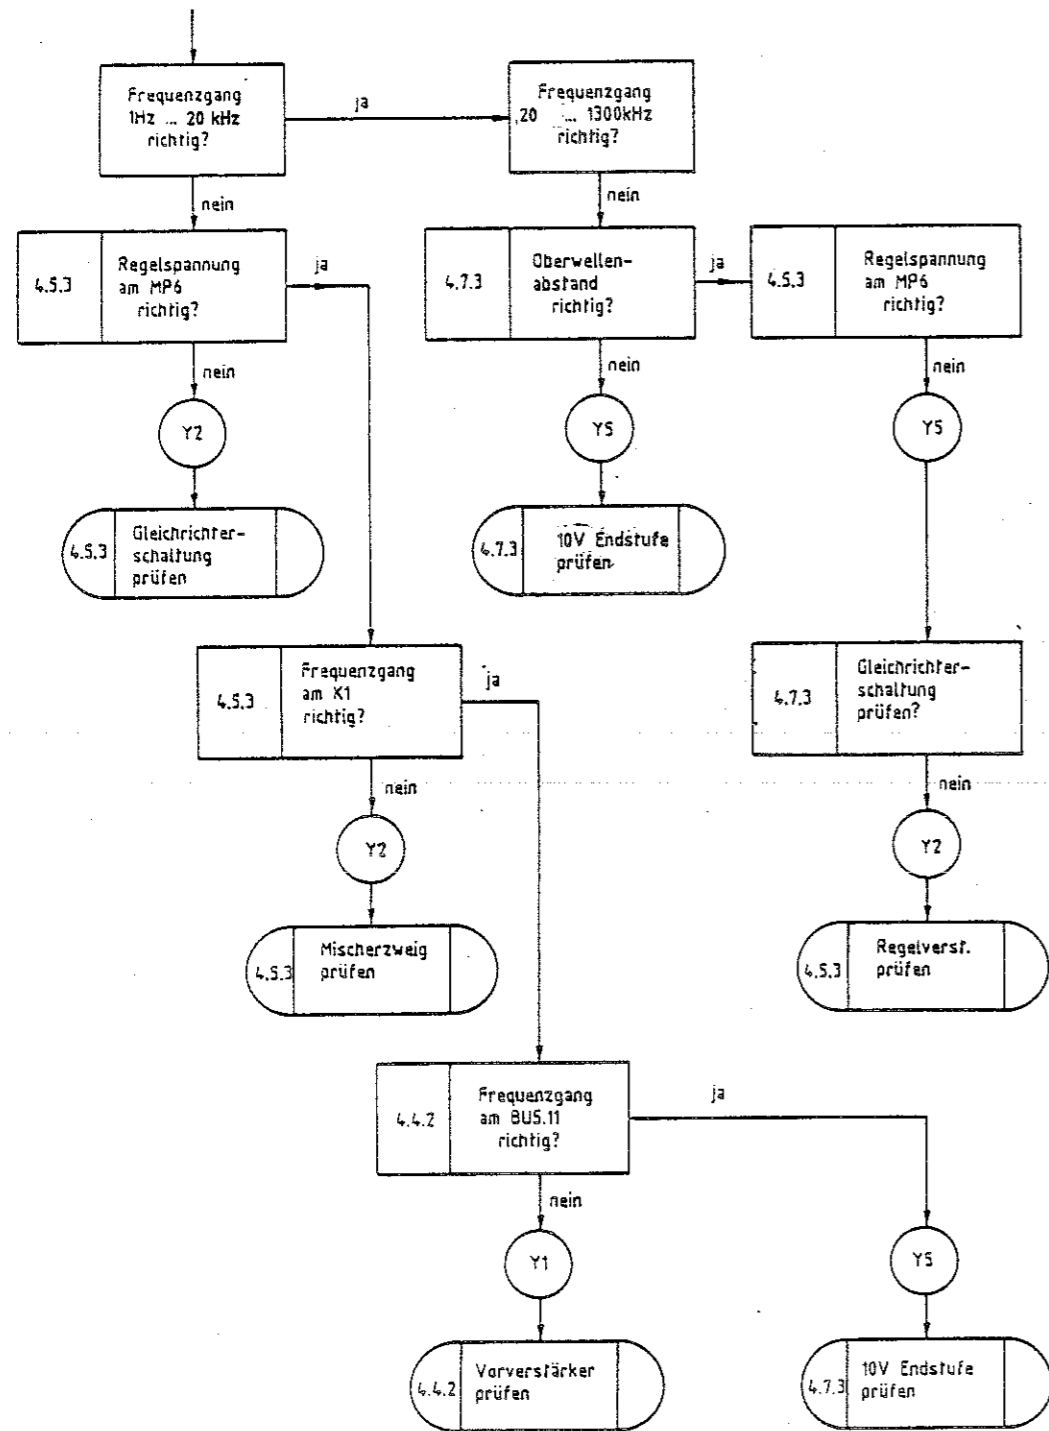 Frequenzgang
1Hz ... 20 kHz
richtig?
ja
Frequenzgang
20 ... 1300kHz
richtig?
nein
nein
4.5.3
Regelspannung
am MP6
richtig?
ja
4.7.3
Oberwellen-
abstand
richtig?
ja
4.5.3
Regelspannung
am MP6
richtig?
nein
nein
nein
Y2
Y5
Y5
4.5.3
Gleichrichter-
schaltung
prüfen
4.7.3
10V Endstufe
prüfen
4.5.3
Frequenzgang
am K1
richtig?
ja
4.7.3
Gleichrichter-
schaltung
prüfen?
nein
nein
Y2
Y2
4.5.3
Mischerzweig
prüfen
4.5.3
Regelverst.
prüfen
4.4.2
Frequenzgang
am BU5.11
richtig?
ja
nein
Y1
Y5
4.4.2
Vorverstärker
prüfen
4.7.3
10V Endstufe
prüfen